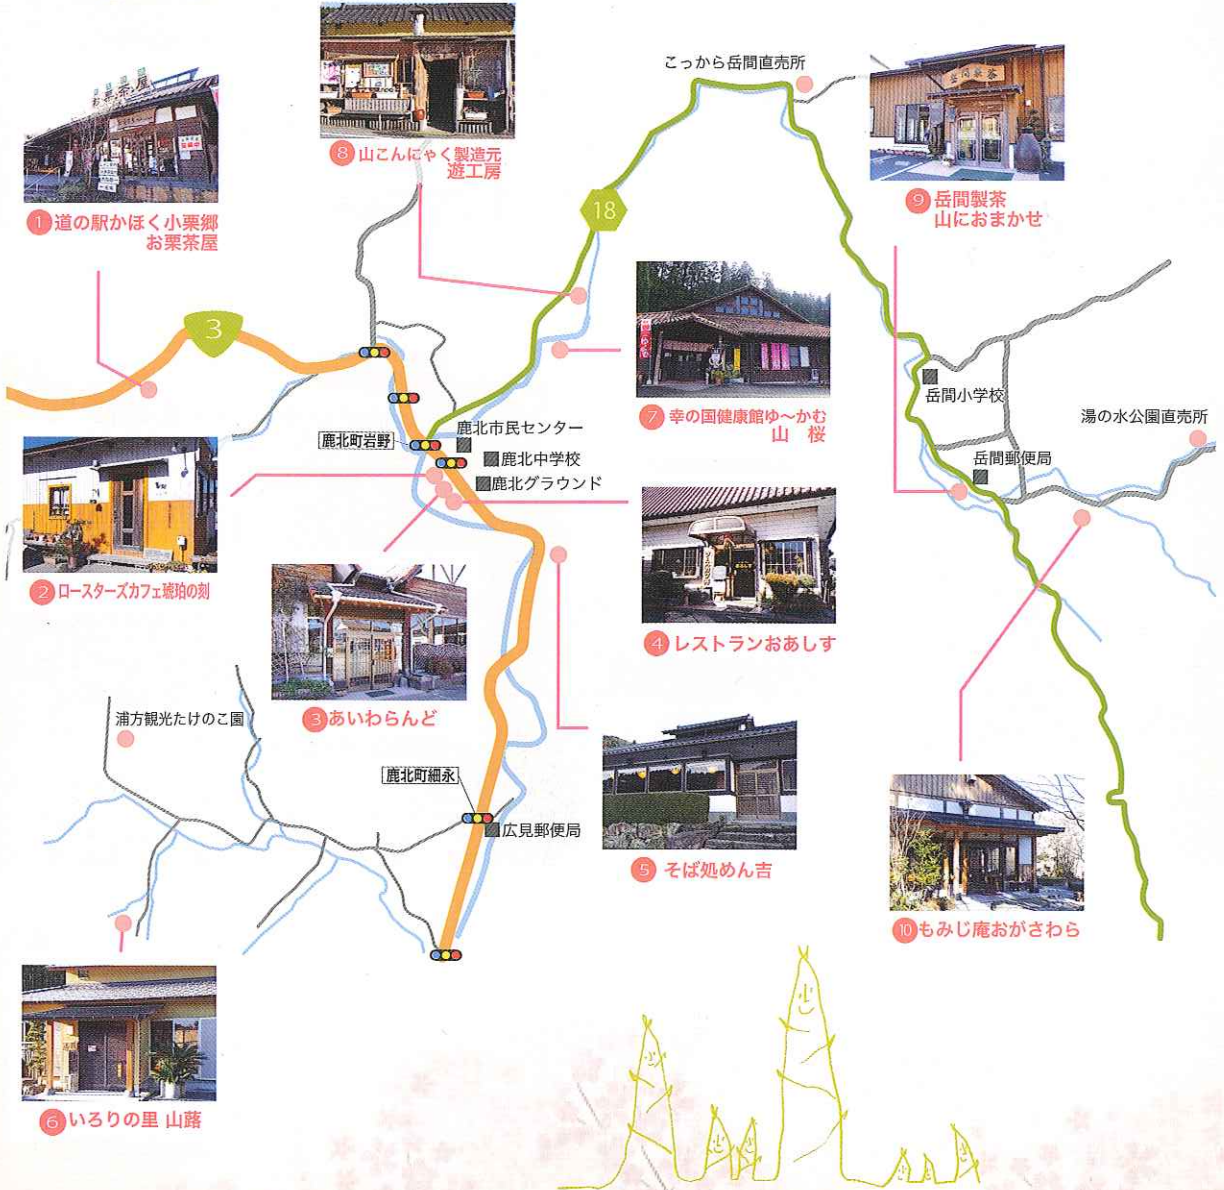 こっから岳間直売所
お栗茶屋
岳間製茶
⑧山こんにゃく製造元
遊工房
⑨岳間製茶
山におまかせ
18
①道の駅かほく小栗郷
お栗茶屋
3
岳間小学校
⑦幸の国健康館ゆ〜かむ
山 桜
湯の水公園直売所
鹿北町岩野
鹿北市民センター
鹿北中学校
鹿北グラウンド
岳間郵便局
②ロースターズカフェ琥珀の刻
④レストランおあしす
③あいわらんど
浦方観光たけのこ園
鹿北町細永
広見郵便局
⑤そば処めん吉
⑩もみじ庵おがさわら
⑥いろりの里 山蕗